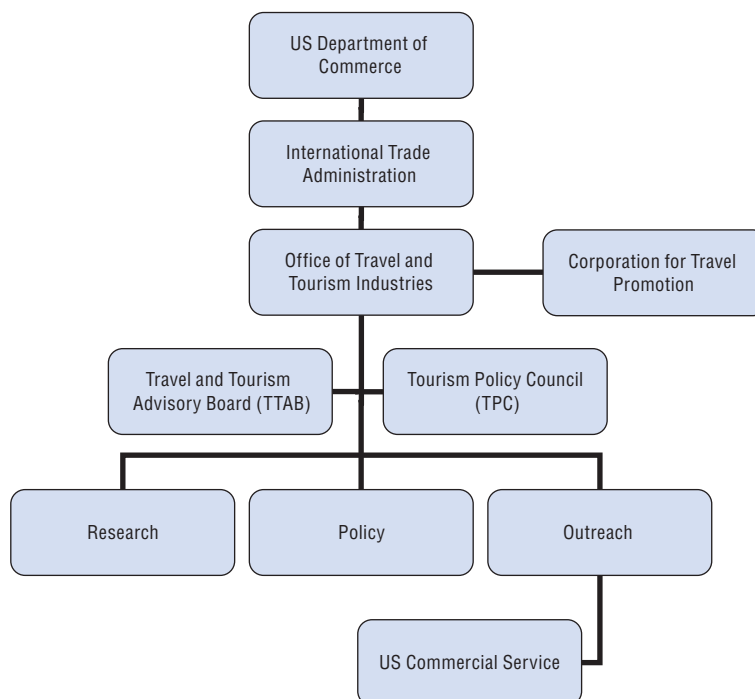 US Department of
Commerce
International Trade
Administration
Office of Travel and
Tourism Industries
Corporation for Travel
Promotion
Travel and Tourism
Advisory Board (TTAB)
Tourism Policy Council
(TPC)
Research
Policy
Outreach
US Commercial Service